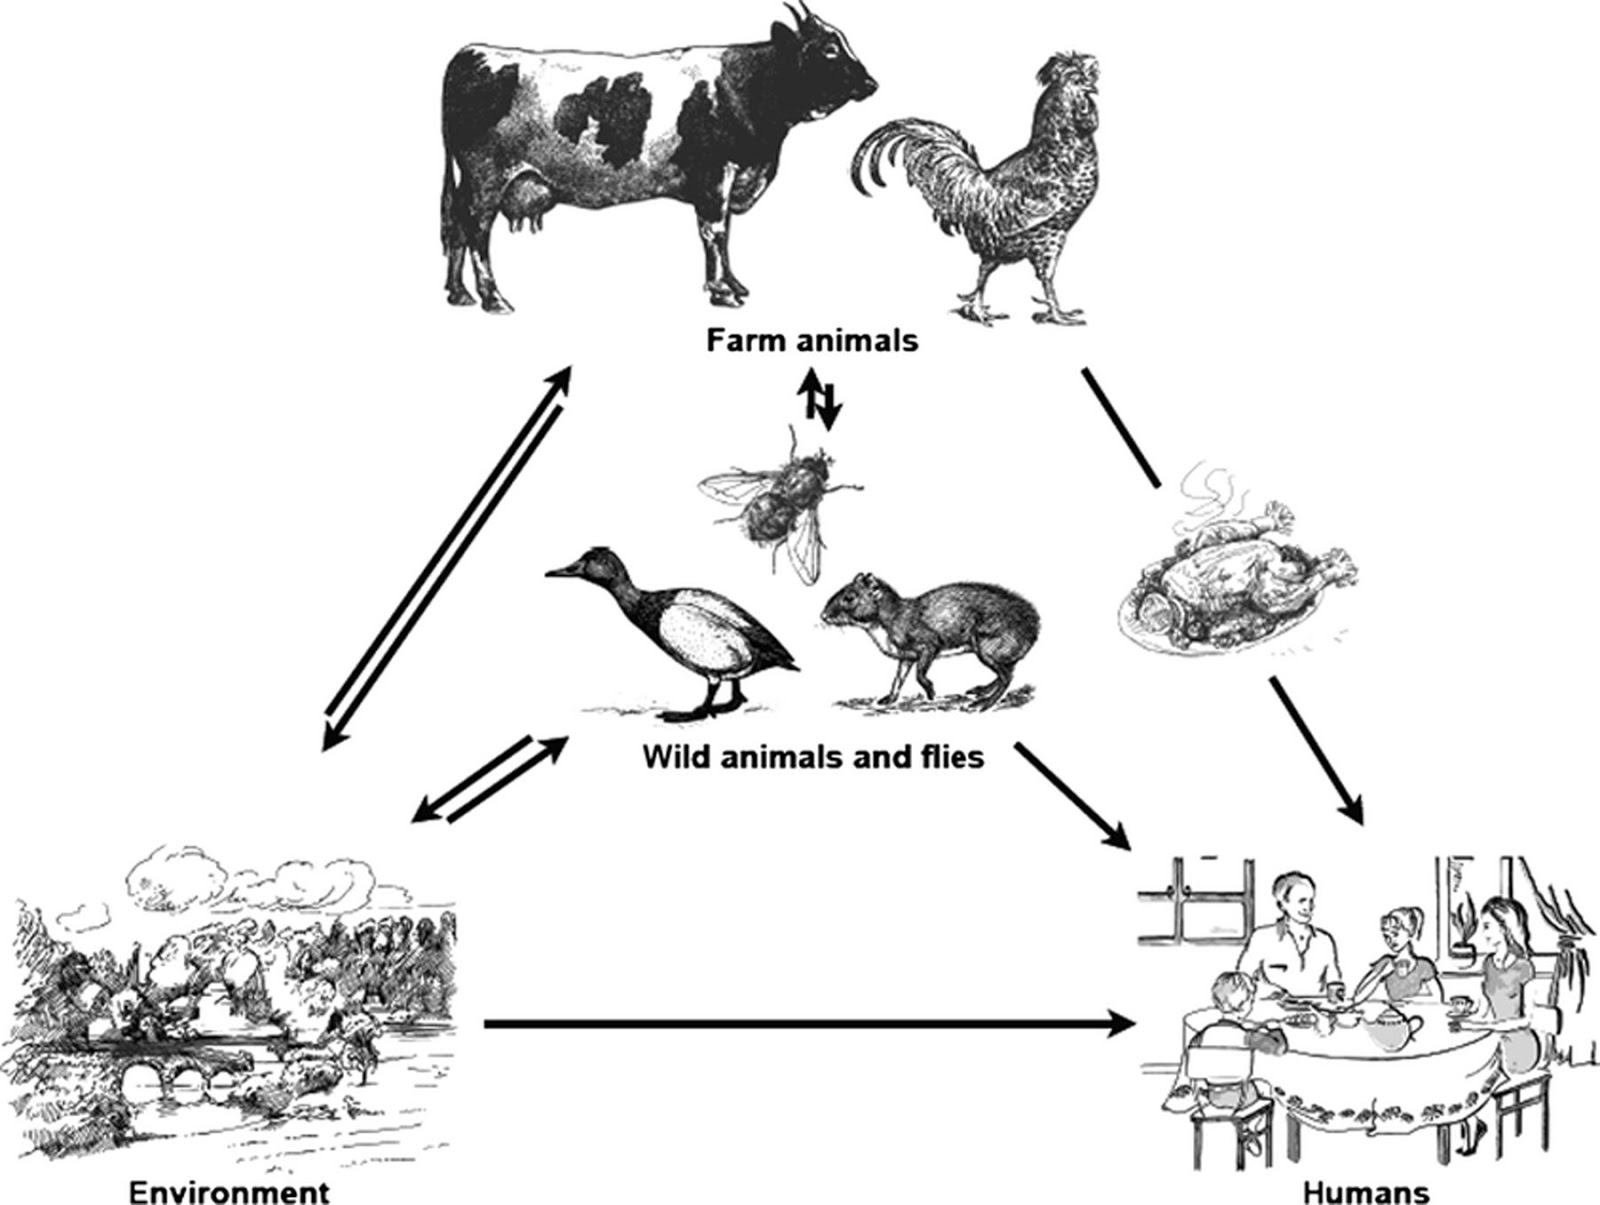 Farm animals
Wild animals and flies
Environment
Humans